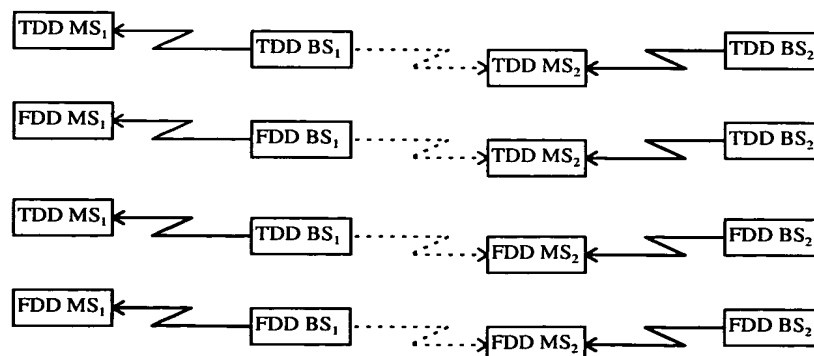 TDD MS₁ TDD BS₁ TDD MS₂ TDD BS₂
FDD MS₁ FDD BS₁ TDD MS₂ TDD BS₂
TDD MS₁ TDD BS₁ FDD MS₂ FDD BS₂
FDD MS₁ FDD BS₁ FDD MS₂ FDD BS₂